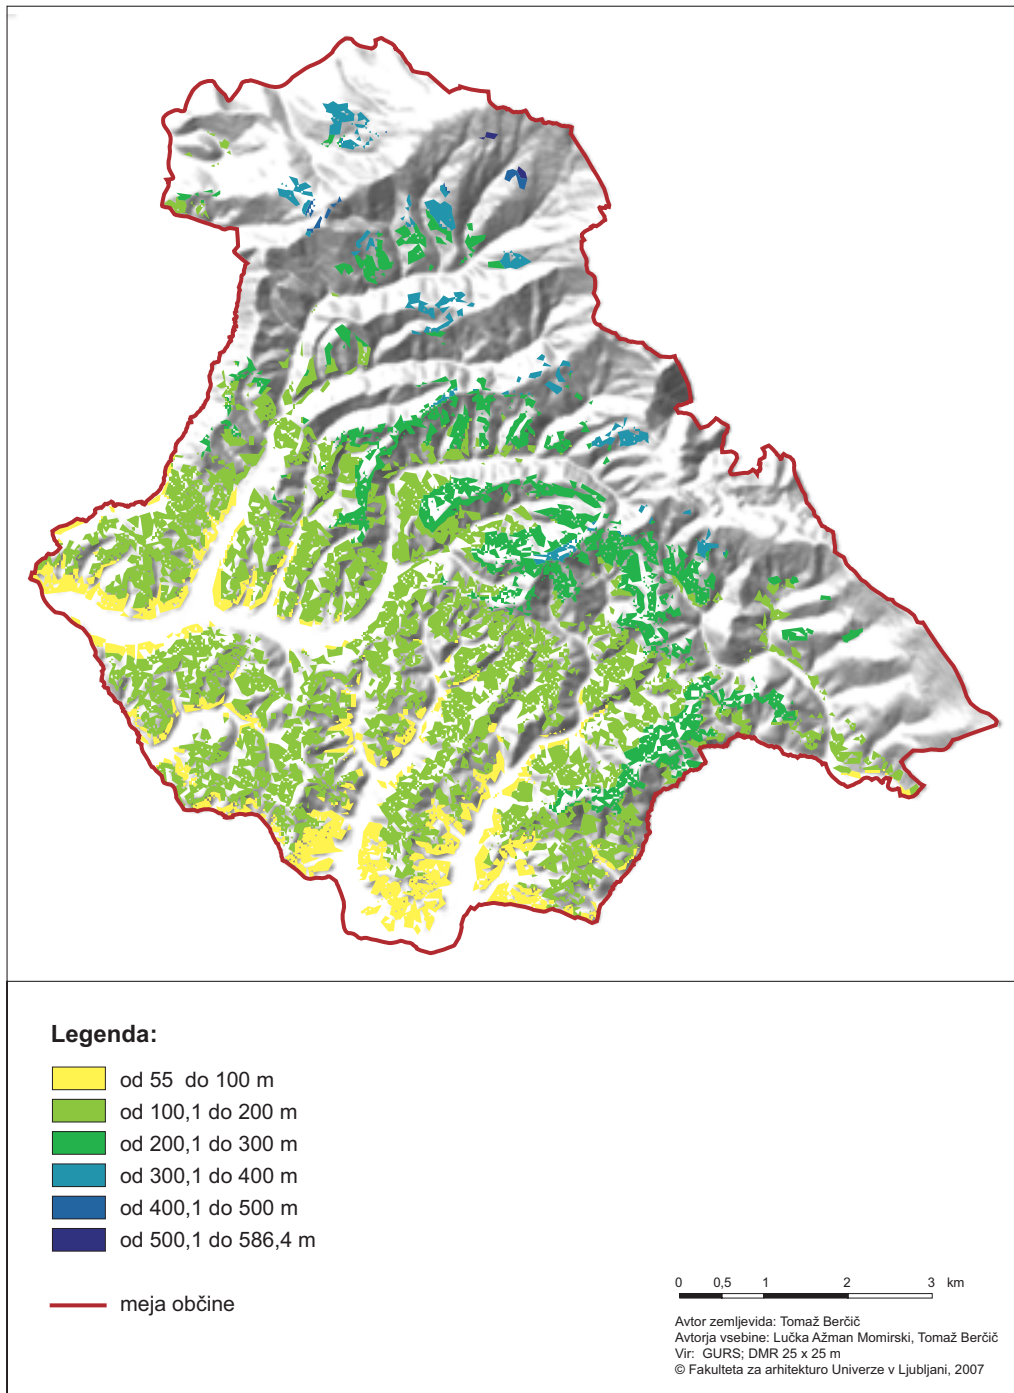 Legenda:
od 55 do 100 m
od 100,1 do 200 m
od 200,1 do 300 m
od 300,1 do 400 m
od 400,1 do 500 m
od 500,1 do 586,4 m
meja občine
0 0,5 1 2 3 km
Avtor zemljevida: Tomaž Berčič
Avtorja vsebine: Lučka Ažman Momirski, Tomaž Berčič
Vir: GURS; DMR 25 x 25 m
© Fakulteta za arhitekturo Univerze v Ljubljani, 2007